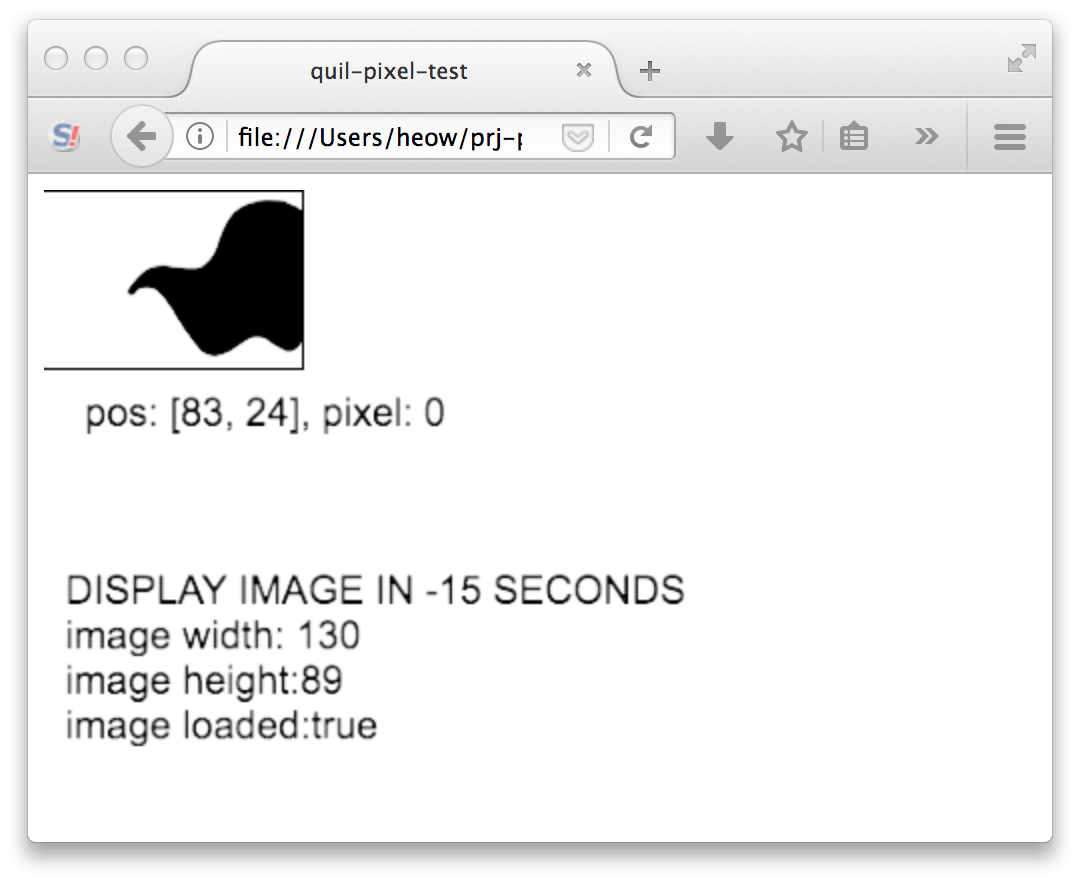 quil-pixel-test
S!
file:///Users/heow/prj-p
pos: [83, 24], pixel: 0
DISPLAY IMAGE IN -15 SECONDS
image width: 130
image height:89
image loaded:true